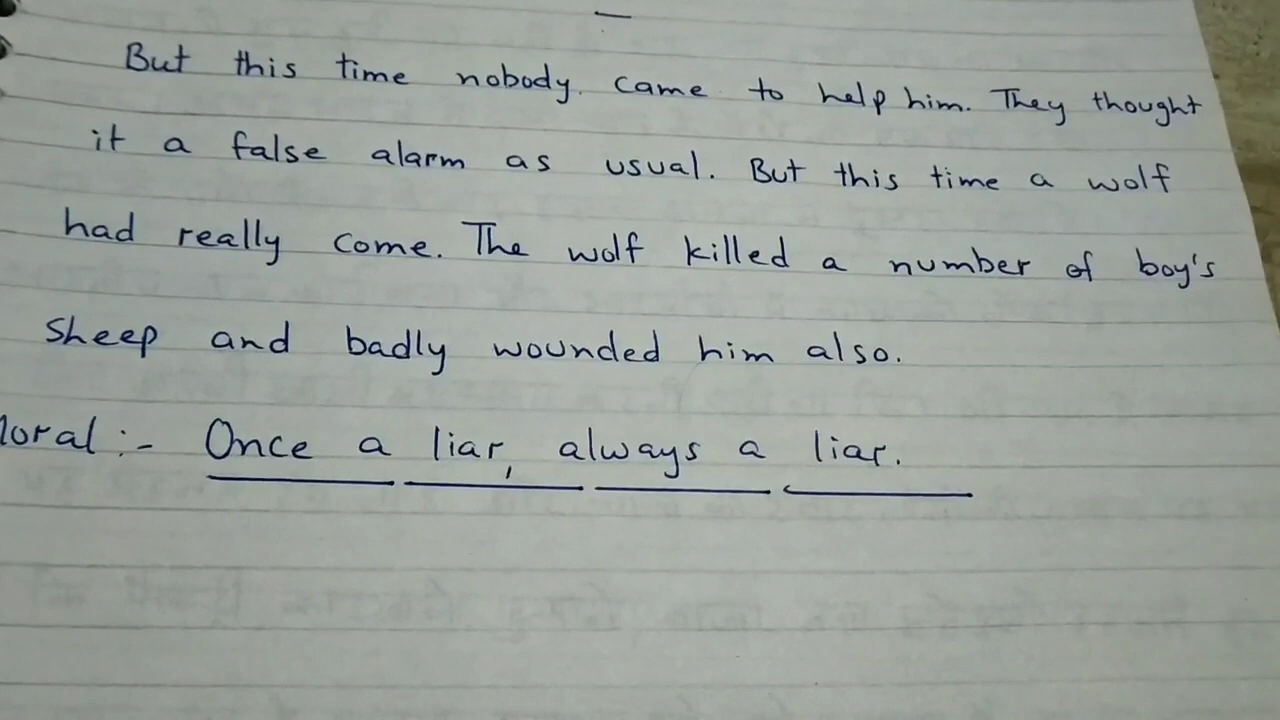 But this time nobody. came to help him. They thought
it a false alarm as usual. But this time a wolf
had really come. The wolf killed a number of boy's
sheep and badly wounded him also.
Moral :- Once a liar, always a liar.